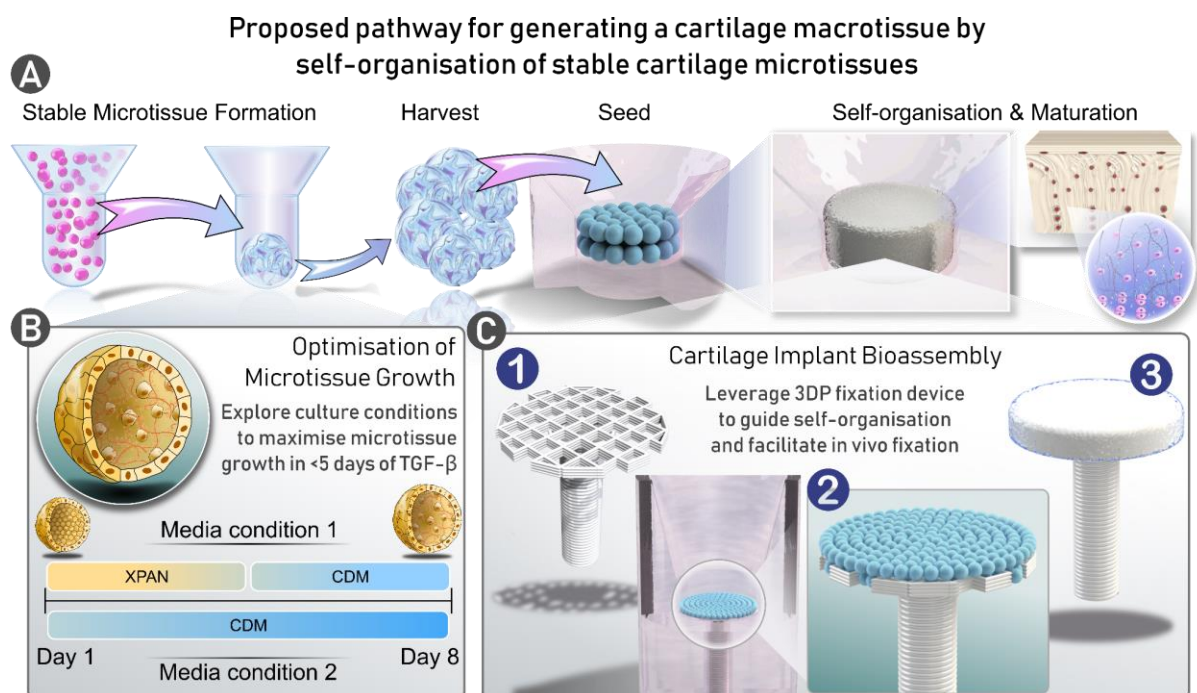 Proposed pathway for generating a cartilage macrotissue by
self-organisation of stable cartilage microtissues
A
Stable Microtissue Formation
Harvest
Seed
Self-organisation & Maturation
B
Optimisation of
Microtissue Growth
Explore culture conditions
to maximise microtissue
growth in <5 days of TGF-β
Media condition 1
XPAN
CDM
CDM
Day 1
Day 8
Media condition 2
C
Cartilage Implant Bioassembly
1
Leverage 3DP fixation device
to guide self-organisation
and facilitate in vivo fixation
2
3